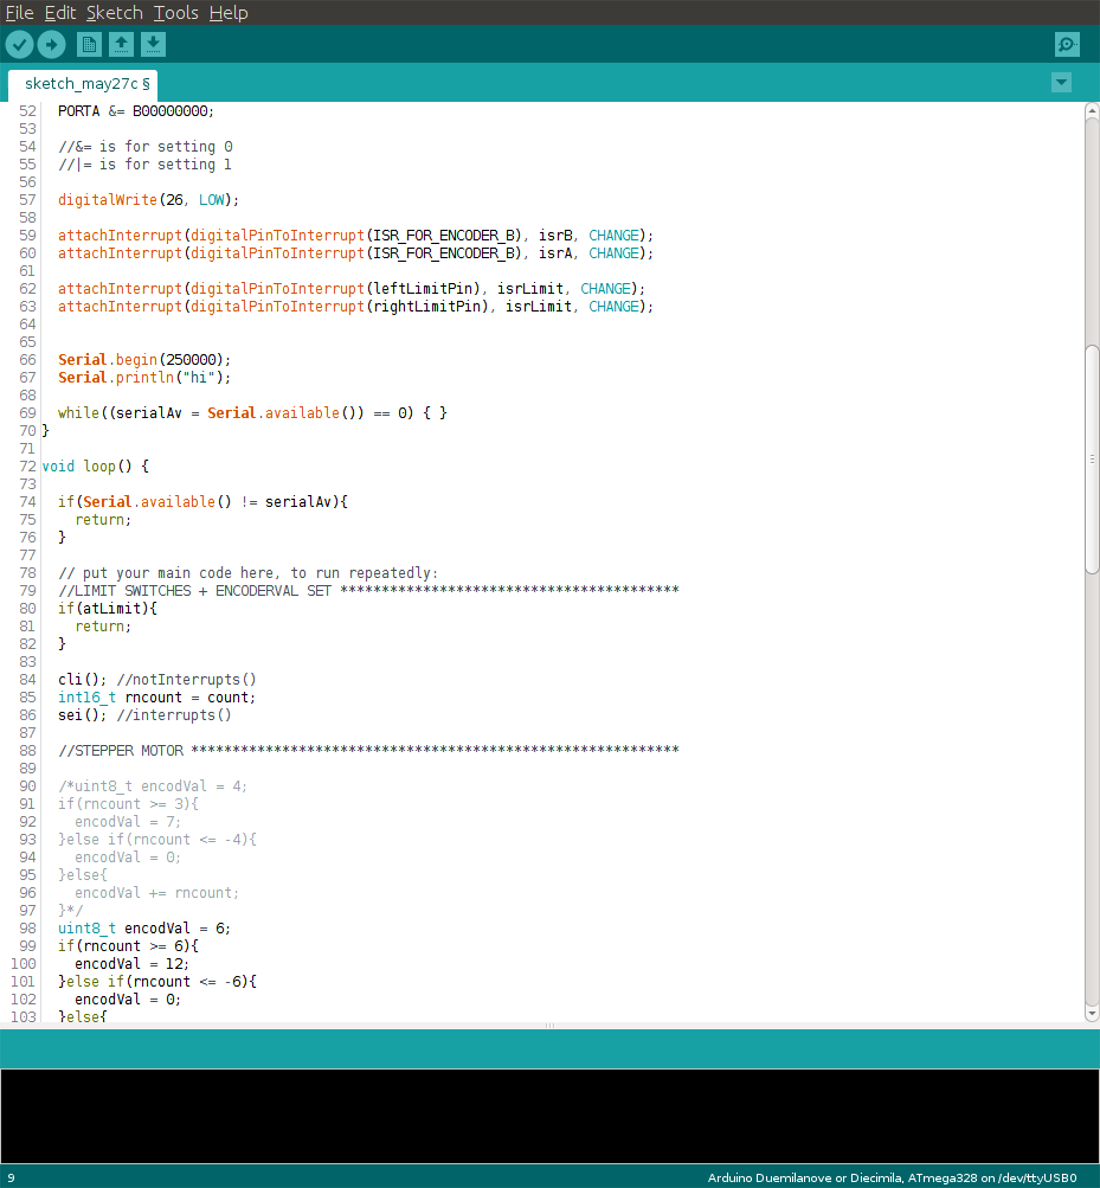 File Edit Sketch Tools Help
sketch_may27c §
52 PORTA &= B00000000;
53
54 //&= is for setting 0
55 //|= is for setting 1
56
57 digitalWrite(26, LOW);
58
59 attachInterrupt(digitalPinToInterrupt(ISR_FOR_ENCODER_B), isrB, CHANGE);
60 attachInterrupt(digitalPinToInterrupt(ISR_FOR_ENCODER_B), isrA, CHANGE);
61
62 attachInterrupt(digitalPinToInterrupt(leftLimitPin), isrLimit, CHANGE);
63 attachInterrupt(digitalPinToInterrupt(rightLimitPin), isrLimit, CHANGE);
64
65
66 Serial.begin(250000);
67 Serial.println("hi");
68
69 while((serialAv = Serial.available()) == 0) { }
70 }
71
72 void loop() {
73
74 if(Serial.available() != serialAv){
75 return;
76 }
77
78 // put your main code here, to run repeatedly:
79 //LIMIT SWITCHES + ENCODERVAL SET *****************************************
80 if(atLimit){
81 return;
82 }
83
84 cli(); //notInterrupts()
85 int16_t rncount = count;
86 sei(); //interrupts()
87
88 //STEPPER MOTOR ***********************************************************
89
90 /*uint8_t encodVal = 4;
91 if(rncount >= 3){
92 encodVal = 7;
93 }else if(rncount <= -4){
94 encodVal = 0;
95 }else{
96 encodVal += rncount;
97 }*/
98 uint8_t encodVal = 6;
99 if(rncount >= 6){
100 encodVal = 12;
101 }else if(rncount <= -6){
102 encodVal = 0;
103 }else{
9 Arduino Duemilanove or Diecimila, ATmega328 on /dev/ttyUSB0